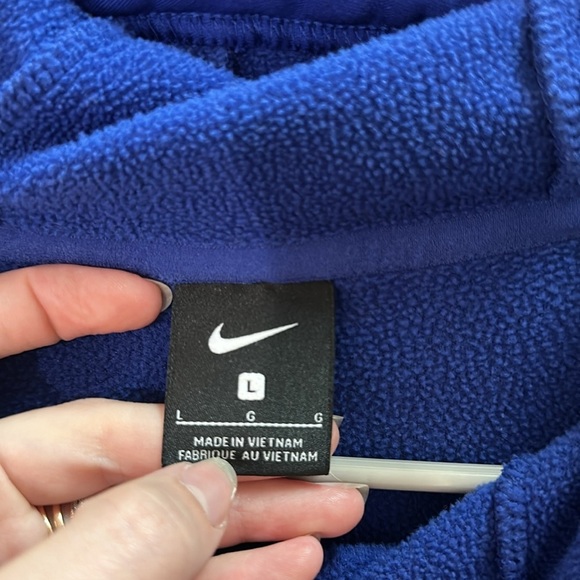 L
L G G
MADE IN VIETNAM
FABRIQUE AU VIETNAM